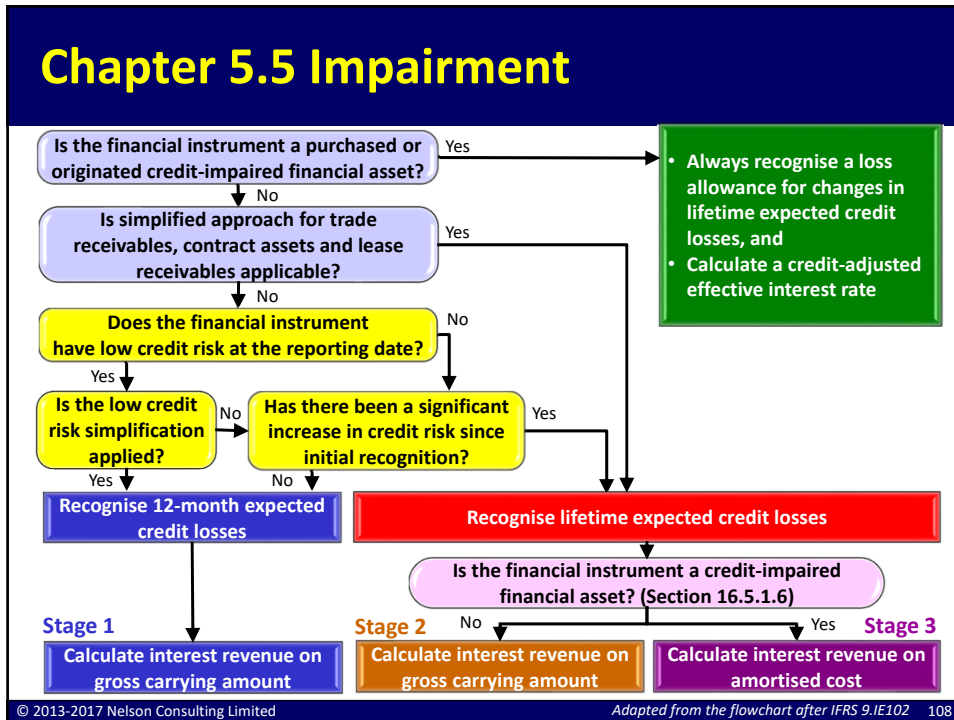 Chapter 5.5 Impairment
Is the financial instrument a purchased or
originated credit-impaired financial asset?
Yes
• Always recognise a loss
allowance for changes in
lifetime expected credit
losses, and
• Calculate a credit-adjusted
effective interest rate
No
Is simplified approach for trade
receivables, contract assets and lease
receivables applicable?
Yes
No
Does the financial instrument
have low credit risk at the reporting date?
No
Yes
Is the low credit
risk simplification
applied?
No
Has there been a significant
increase in credit risk since
initial recognition?
Yes
Yes
No
Recognise 12-month expected
credit losses
Recognise lifetime expected credit losses
Is the financial instrument a credit-impaired
financial asset? (Section 16.5.1.6)
Stage 1
Stage 2
No
Yes
Stage 3
Calculate interest revenue on
gross carrying amount
Calculate interest revenue on
gross carrying amount
Calculate interest revenue on
amortised cost
© 2013-2017 Nelson Consulting Limited
Adapted from the flowchart after IFRS 9.IE102
108